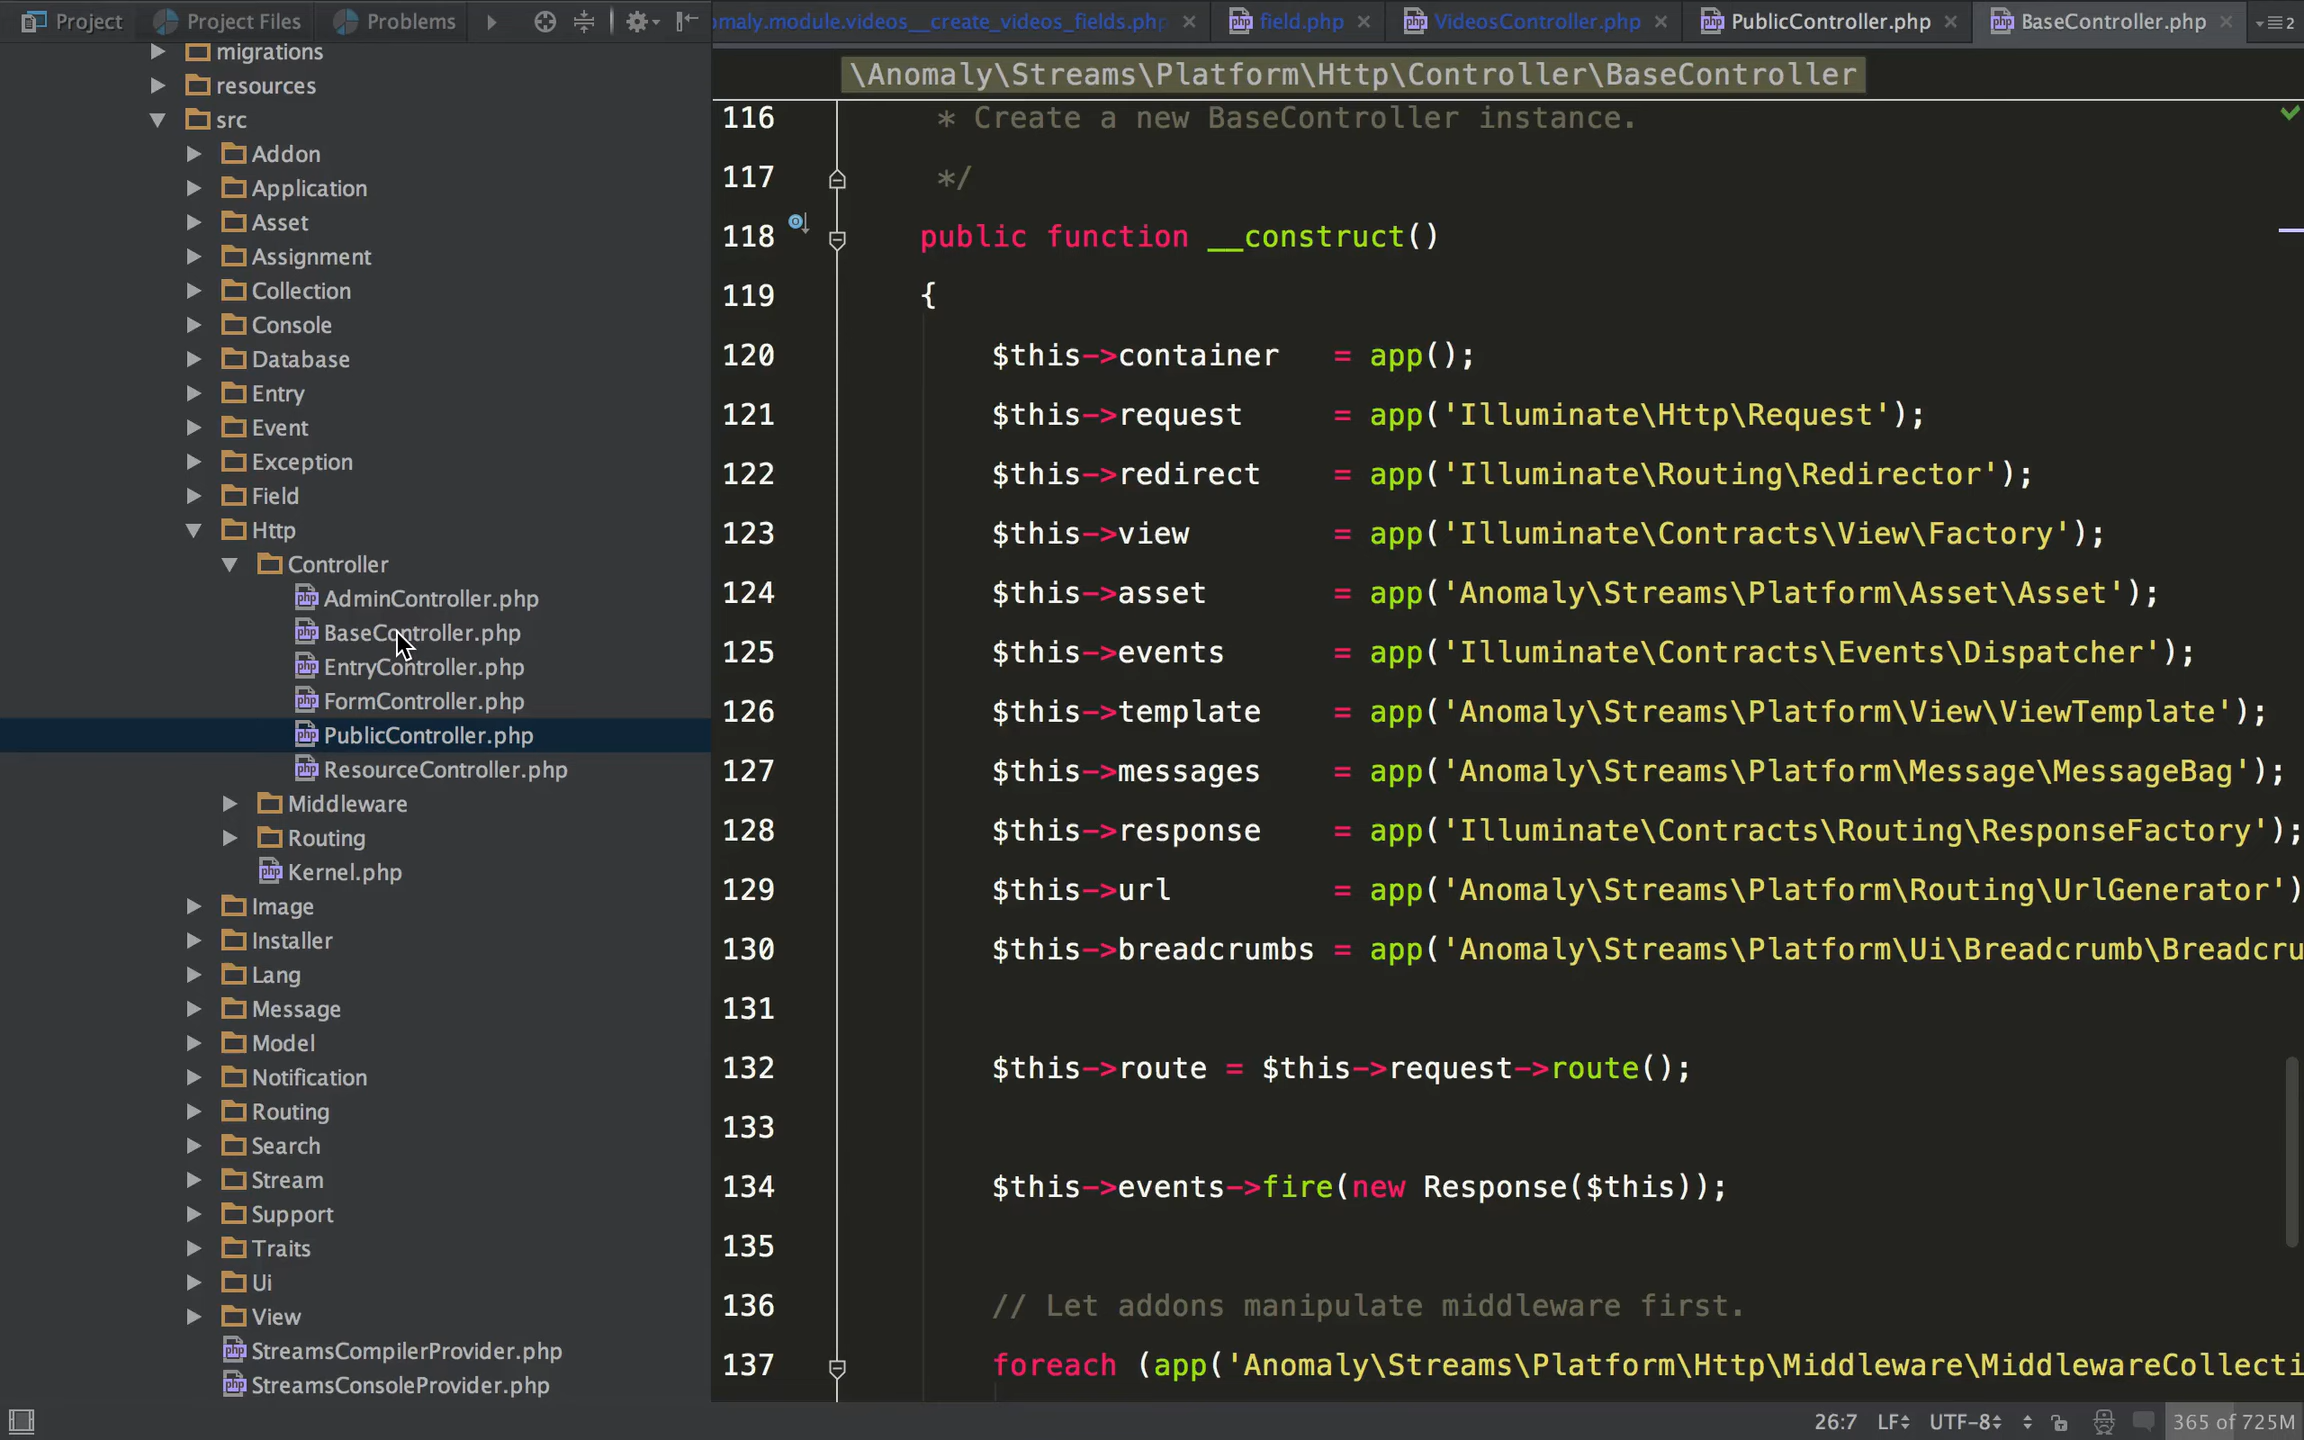 Project
Project Files
Problems
omaly.module.videos__create_videos_fields.php
field.php
VideosController.php
PublicController.php
BaseController.php
2
migrations
resources
src
Addon
Application
Asset
Assignment
Collection
Console
Database
Entry
Event
Exception
Field
Http
Controller
AdminController.php
BaseController.php
EntryController.php
FormController.php
PublicController.php
ResourceController.php
Middleware
Routing
Kernel.php
Image
Installer
Lang
Message
Model
Notification
Routing
Search
Stream
Support
Traits
Ui
View
StreamsCompilerProvider.php
StreamsConsoleProvider.php
\Anomaly\Streams\Platform\Http\Controller\BaseController
116 * Create a new BaseController instance.
117 */
118 public function __construct()
119 {
120 $this->container = app();
121 $this->request = app('Illuminate\Http\Request');
122 $this->redirect = app('Illuminate\Routing\Redirector');
123 $this->view = app('Illuminate\Contracts\View\Factory');
124 $this->asset = app('Anomaly\Streams\Platform\Asset\Asset');
125 $this->events = app('Illuminate\Contracts\Events\Dispatcher');
126 $this->template = app('Anomaly\Streams\Platform\View\ViewTemplate');
127 $this->messages = app('Anomaly\Streams\Platform\Message\MessageBag');
128 $this->response = app('Illuminate\Contracts\Routing\ResponseFactory');
129 $this->url = app('Anomaly\Streams\Platform\Routing\UrlGenerator')
130 $this->breadcrumbs = app('Anomaly\Streams\Platform\Ui\Breadcrumb\Breadcru
131
132 $this->route = $this->request->route();
133
134 $this->events->fire(new Response($this));
135
136 // Let addons manipulate middleware first.
137 foreach (app('Anomaly\Streams\Platform\Http\Middleware\MiddlewareCollecti
26:7 LF UTF-8 365 of 725M